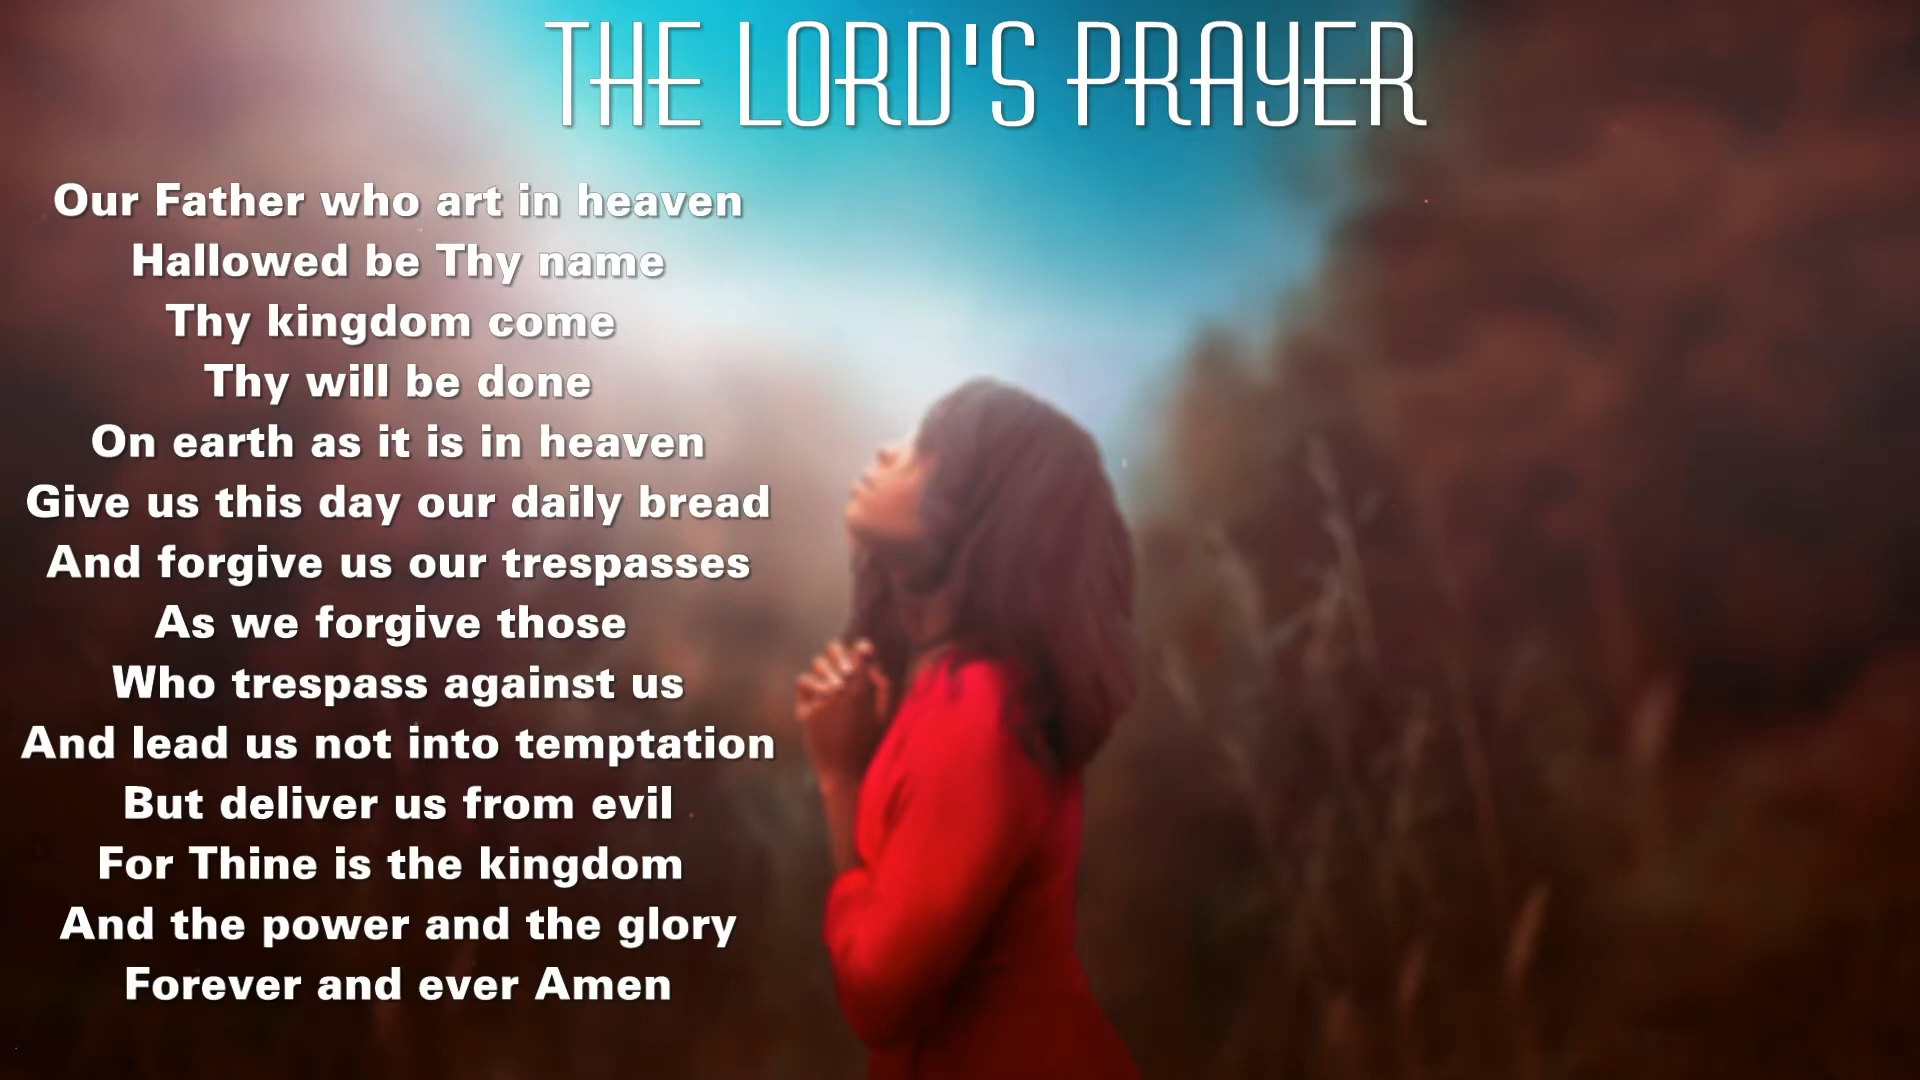 THE LORD'S PRAYER
Our Father who art in heaven
Hallowed be Thy name
Thy kingdom come
Thy will be done
On earth as it is in heaven
Give us this day our daily bread
And forgive us our trespasses
As we forgive those
Who trespass against us
And lead us not into temptation
But deliver us from evil
For Thine is the kingdom
And the power and the glory
Forever and ever Amen